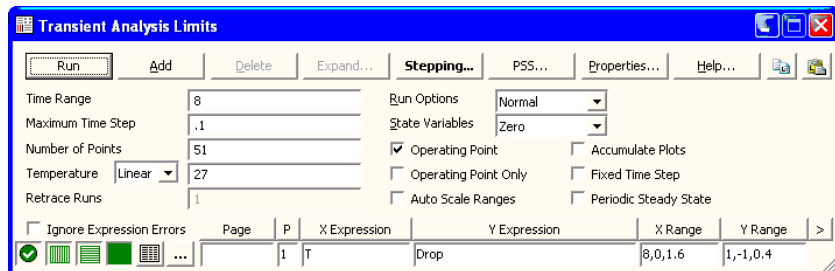 Transient Analysis Limits
Run Add Delete Expand... Stepping... PSS... Properties... Help...
Time Range 8 Run Options Normal
Maximum Time Step .1 State Variables Zero
Number of Points 51 Operating Point Accumulate Plots
Temperature Linear 27 Operating Point Only Fixed Time Step
Retrace Runs 1 Auto Scale Ranges Periodic Steady State
Ignore Expression Errors Page P X Expression Y Expression X Range Y Range >
... 1 T Drop 8,0,1.6 1,-1,0.4